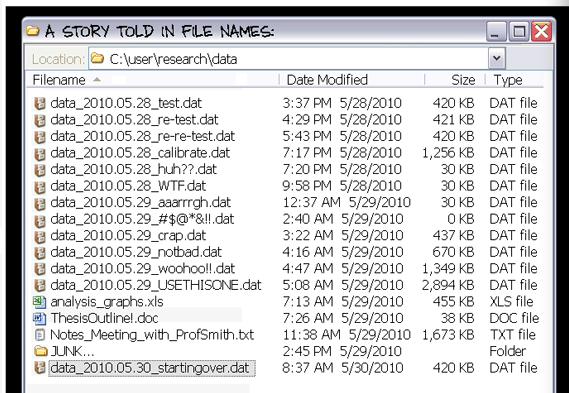 A STORY TOLD IN FILE NAMES:
Location: C:\user\research\data
Filename Date Modified Size Type
data_2010.05.28_test.dat 3:37 PM 5/28/2010 420 KB DAT file
data_2010.05.28_re-test.dat 4:29 PM 5/28/2010 421 KB DAT file
data_2010.05.28_re-re-test.dat 5:43 PM 5/28/2010 420 KB DAT file
data_2010.05.28_calibrate.dat 7:17 PM 5/28/2010 1,256 KB DAT file
data_2010.05.28_huh??.dat 7:20 PM 5/28/2010 30 KB DAT file
data_2010.05.28_WTF.dat 9:58 PM 5/28/2010 30 KB DAT file
data_2010.05.29_aaarrrgh.dat 12:37 AM 5/29/2010 30 KB DAT file
data_2010.05.29_#$@*&!!.dat 2:40 AM 5/29/2010 0 KB DAT file
data_2010.05.29_crap.dat 3:22 AM 5/29/2010 437 KB DAT file
data_2010.05.29_notbad.dat 4:16 AM 5/29/2010 670 KB DAT file
data_2010.05.29_woohoo!!.dat 4:47 AM 5/29/2010 1,349 KB DAT file
data_2010.05.29_USETHISONE.dat 5:08 AM 5/29/2010 2,894 KB DAT file
analysis_graphs.xls 7:13 AM 5/29/2010 455 KB XLS file
ThesisOutline!.doc 7:26 AM 5/29/2010 38 KB DOC file
Notes_Meeting_with_ProfSmith.txt 11:38 AM 5/29/2010 1,673 KB TXT file
JUNK... 2:45 PM 5/29/2010 Folder
data_2010.05.30_startingover.dat 8:37 AM 5/30/2010 420 KB DAT file